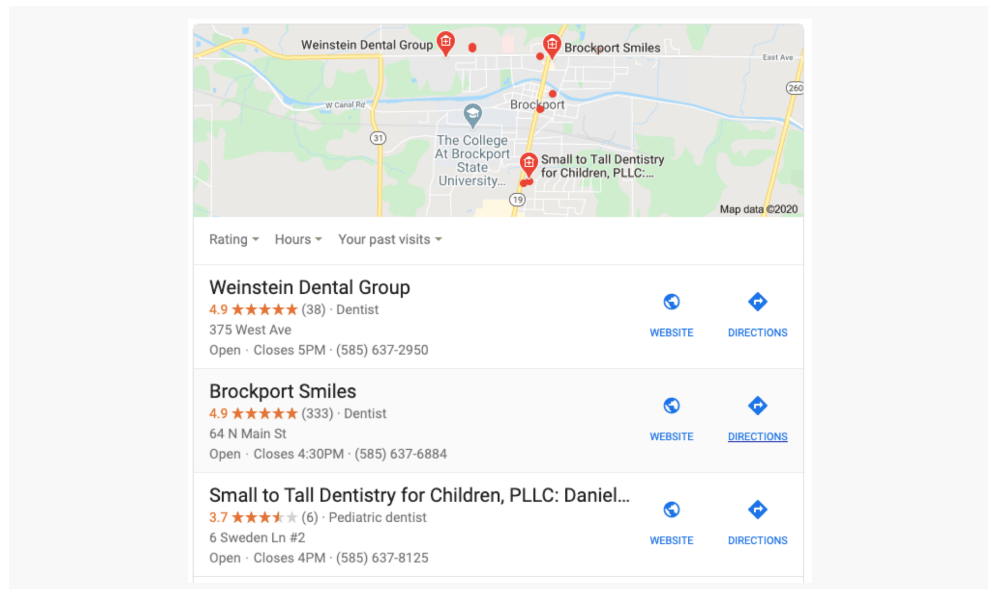 Weinstein Dental Group
Brockport Smiles
East Ave
260
W Canal Rd
Brockport
31
The College
At Brockport
State
University...
Small to Tall Dentistry
for Children, PLLC:...
19
Map data ©2020
Rating
Hours
Your past visits
Weinstein Dental Group
4.9 ★★★★★ (38) · Dentist
375 West Ave
Open · Closes 5PM · (585) 637-2950
WEBSITE
DIRECTIONS
Brockport Smiles
4.9 ★★★★★ (333) · Dentist
64 N Main St
Open · Closes 4:30PM · (585) 637-6884
WEBSITE
DIRECTIONS
Small to Tall Dentistry for Children, PLLC: Daniel...
3.7 ★★★★★ (6) · Pediatric dentist
6 Sweden Ln #2
Open · Closes 4PM · (585) 637-8125
WEBSITE
DIRECTIONS